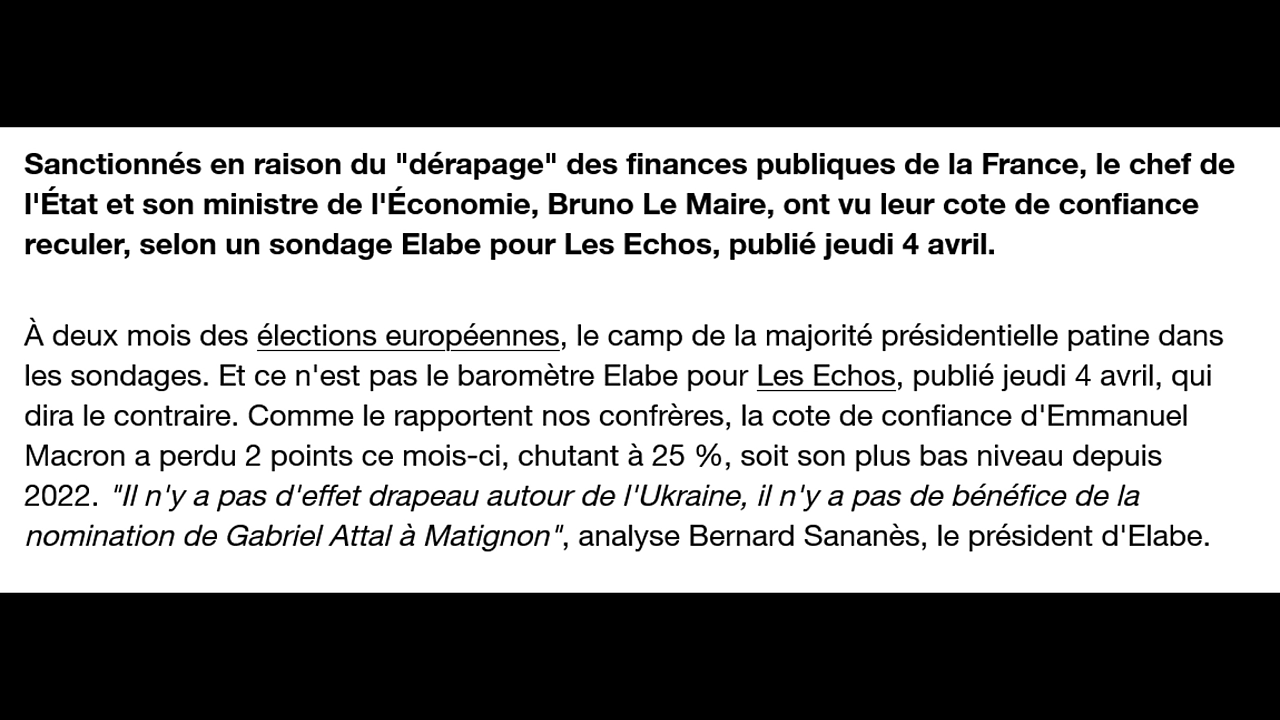 Sanctionnés en raison du "dérapage" des finances publiques de la France, le chef de
l'État et son ministre de l'Économie, Bruno Le Maire, ont vu leur cote de confiance
reculer, selon un sondage Elabe pour Les Echos, publié jeudi 4 avril.
À deux mois des élections européennes, le camp de la majorité présidentielle patine dans
les sondages. Et ce n'est pas le baromètre Elabe pour Les Echos, publié jeudi 4 avril, qui
dira le contraire. Comme le rapportent nos confrères, la cote de confiance d'Emmanuel
Macron a perdu 2 points ce mois-ci, chutant à 25 %, soit son plus bas niveau depuis
2022. "Il n'y a pas d'effet drapeau autour de l'Ukraine, il n'y a pas de bénéfice de la
nomination de Gabriel Attal à Matignon", analyse Bernard Sananès, le président d'Elabe.